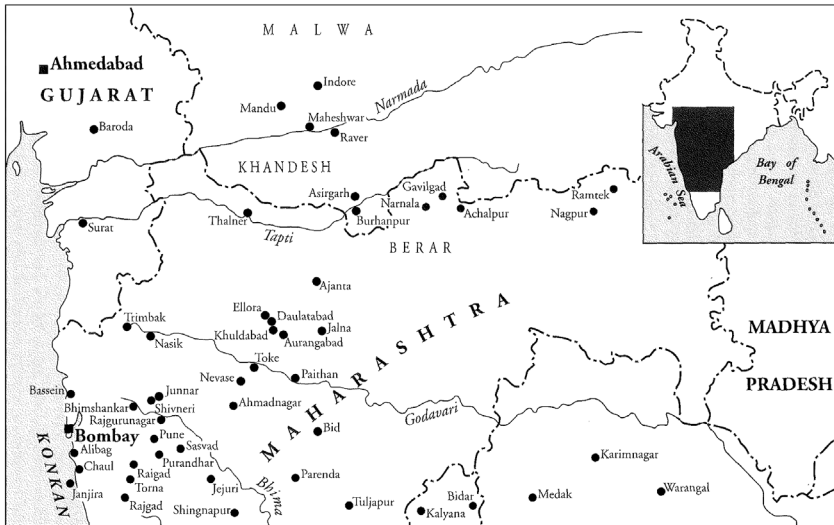 MALWA
Ahmedabad
GUJARAT
Baroda
Indore
Mandu
Narmada
Maheshwar
Raver
KHANDESH
Asirgarh
Gavilgad
Narnala
Ramtek
Thalner
Burhanpur
Achalpur
Nagpur
Surat
Tapti
BERAR
Arabian Sea
Bay of
Bengal
Ajanta
Ellora
Daulatabad
Trimbak
Khuldabad
Jalna
Nasik
Aurangabad
MAHARASHTRA
MADHYA
PRADESH
Toke
Nevase
Paithan
Bassein
Junnar
Bhimshankar
Shivneri
Ahmadnagar
Godavari
Rajgurunagar
Bombay
Pune
Bid
KONKAN
Alibag
Sasvad
Chaul
Purandhar
Karimnagar
Raigad
Janjira
Torna
Jejuri
Bhima
Parenda
Rajgad
Shingnapur
Tuljapur
Bidar
Kalyana
Medak
Warangal